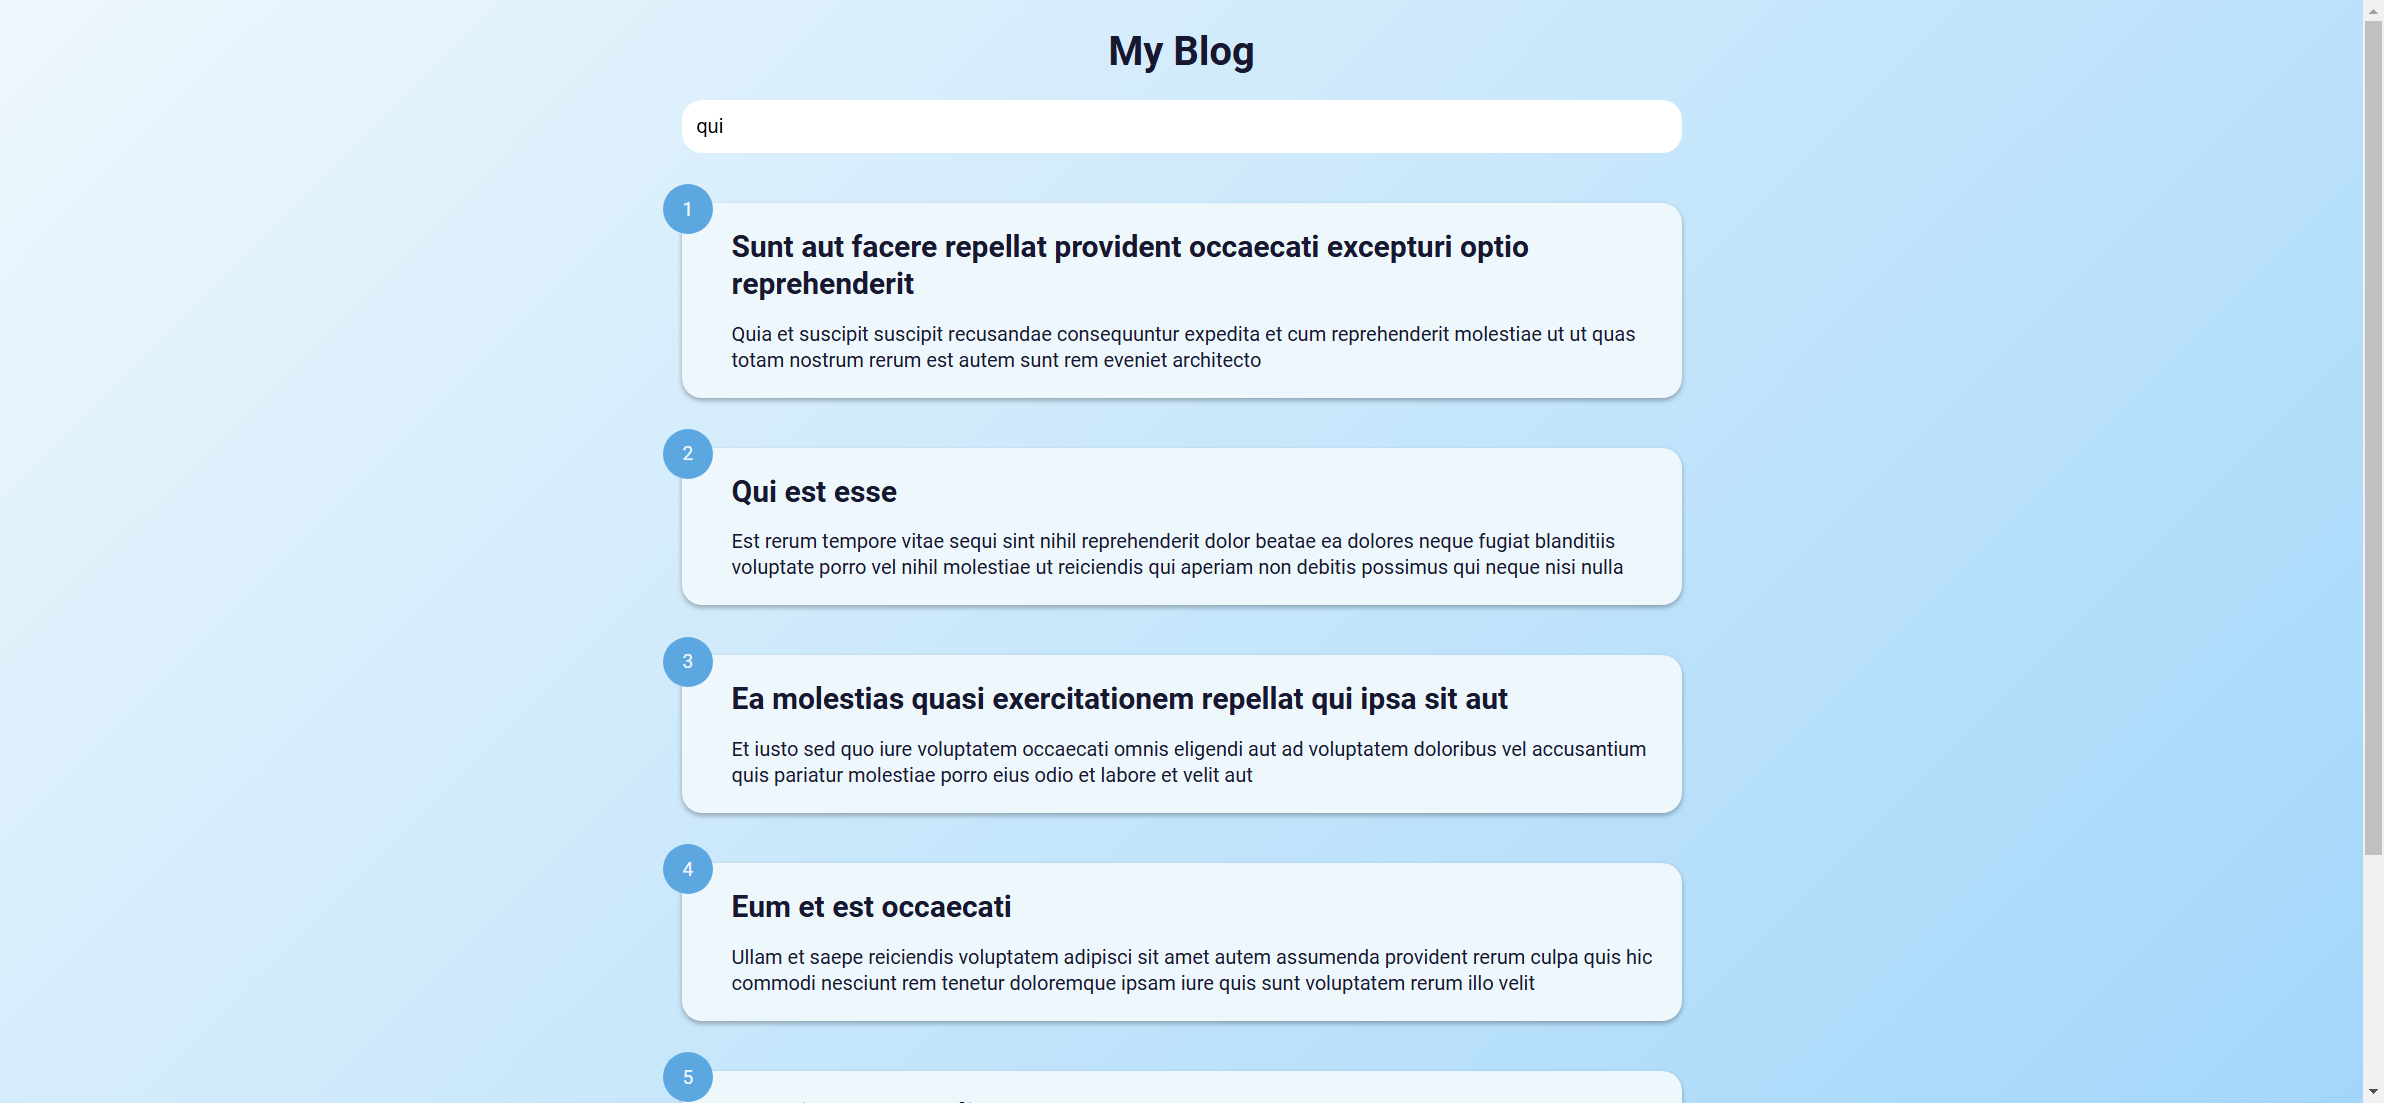 My Blog
qui
1
Sunt aut facere repellat provident occaecati excepturi optio
reprehenderit
Quia et suscipit suscipit recusandae consequuntur expedita et cum reprehenderit molestiae ut ut quas
totam nostrum rerum est autem sunt rem eveniet architecto
2
Qui est esse
Est rerum tempore vitae sequi sint nihil reprehenderit dolor beatae ea dolores neque fugiat blanditiis
voluptate porro vel nihil molestiae ut reiciendis qui aperiam non debitis possimus qui neque nisi nulla
3
Ea molestias quasi exercitationem repellat qui ipsa sit aut
Et iusto sed quo iure voluptatem occaecati omnis eligendi aut ad voluptatem doloribus vel accusantium
quis pariatur molestiae porro eius odio et labore et velit aut
4
Eum et est occaecati
Ullam et saepe reiciendis voluptatem adipisci sit amet autem assumenda provident rerum culpa quis hic
commodi nesciunt rem tenetur doloremque ipsam iure quis sunt voluptatem rerum illo velit
5